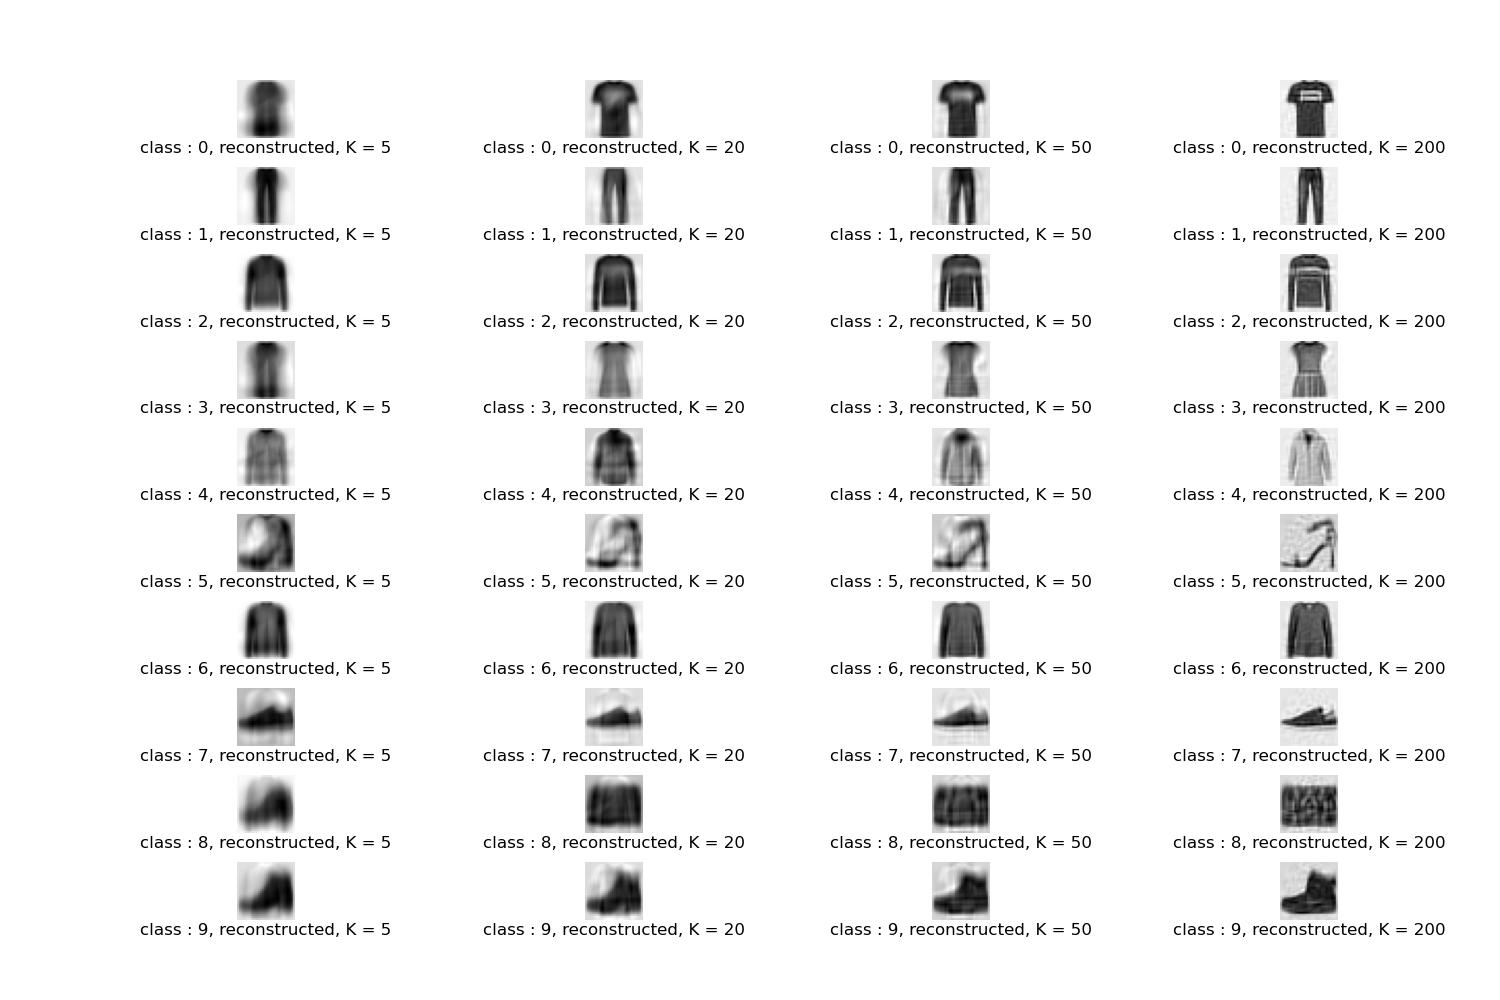 class : 0, reconstructed, K = 5 class : 0, reconstructed, K = 20 class : 0, reconstructed, K = 50 class : 0, reconstructed, K = 200
class : 1, reconstructed, K = 5 class : 1, reconstructed, K = 20 class : 1, reconstructed, K = 50 class : 1, reconstructed, K = 200
class : 2, reconstructed, K = 5 class : 2, reconstructed, K = 20 class : 2, reconstructed, K = 50 class : 2, reconstructed, K = 200
class : 3, reconstructed, K = 5 class : 3, reconstructed, K = 20 class : 3, reconstructed, K = 50 class : 3, reconstructed, K = 200
class : 4, reconstructed, K = 5 class : 4, reconstructed, K = 20 class : 4, reconstructed, K = 50 class : 4, reconstructed, K = 200
class : 5, reconstructed, K = 5 class : 5, reconstructed, K = 20 class : 5, reconstructed, K = 50 class : 5, reconstructed, K = 200
class : 6, reconstructed, K = 5 class : 6, reconstructed, K = 20 class : 6, reconstructed, K = 50 class : 6, reconstructed, K = 200
class : 7, reconstructed, K = 5 class : 7, reconstructed, K = 20 class : 7, reconstructed, K = 50 class : 7, reconstructed, K = 200
class : 8, reconstructed, K = 5 class : 8, reconstructed, K = 20 class : 8, reconstructed, K = 50 class : 8, reconstructed, K = 200
class : 9, reconstructed, K = 5 class : 9, reconstructed, K = 20 class : 9, reconstructed, K = 50 class : 9, reconstructed, K = 200